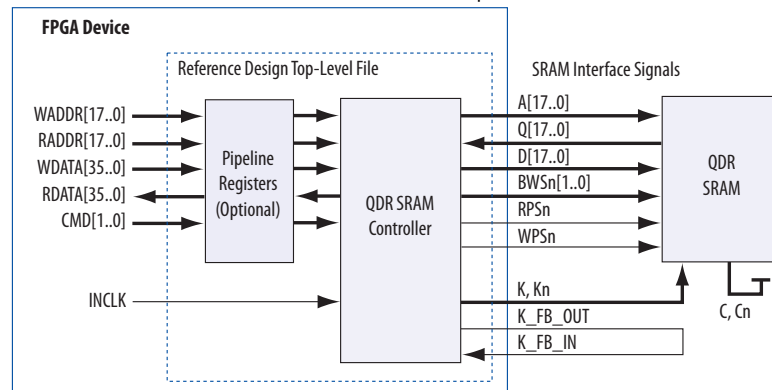 FPGA Device
Reference Design Top-Level File
SRAM Interface Signals
WADDR[17..0]
RADDR[17..0]
WDATA[35..0]
RDATA[35..0]
CMD[1..0]
INCLK
Pipeline
Registers
(Optional)
QDR SRAM
Controller
A[17..0]
Q[17..0]
D[17..0]
BWSn[1..0]
RPSn
WPSn
K, Kn
K_FB_OUT
K_FB_IN
QDR
SRAM
C, Cn